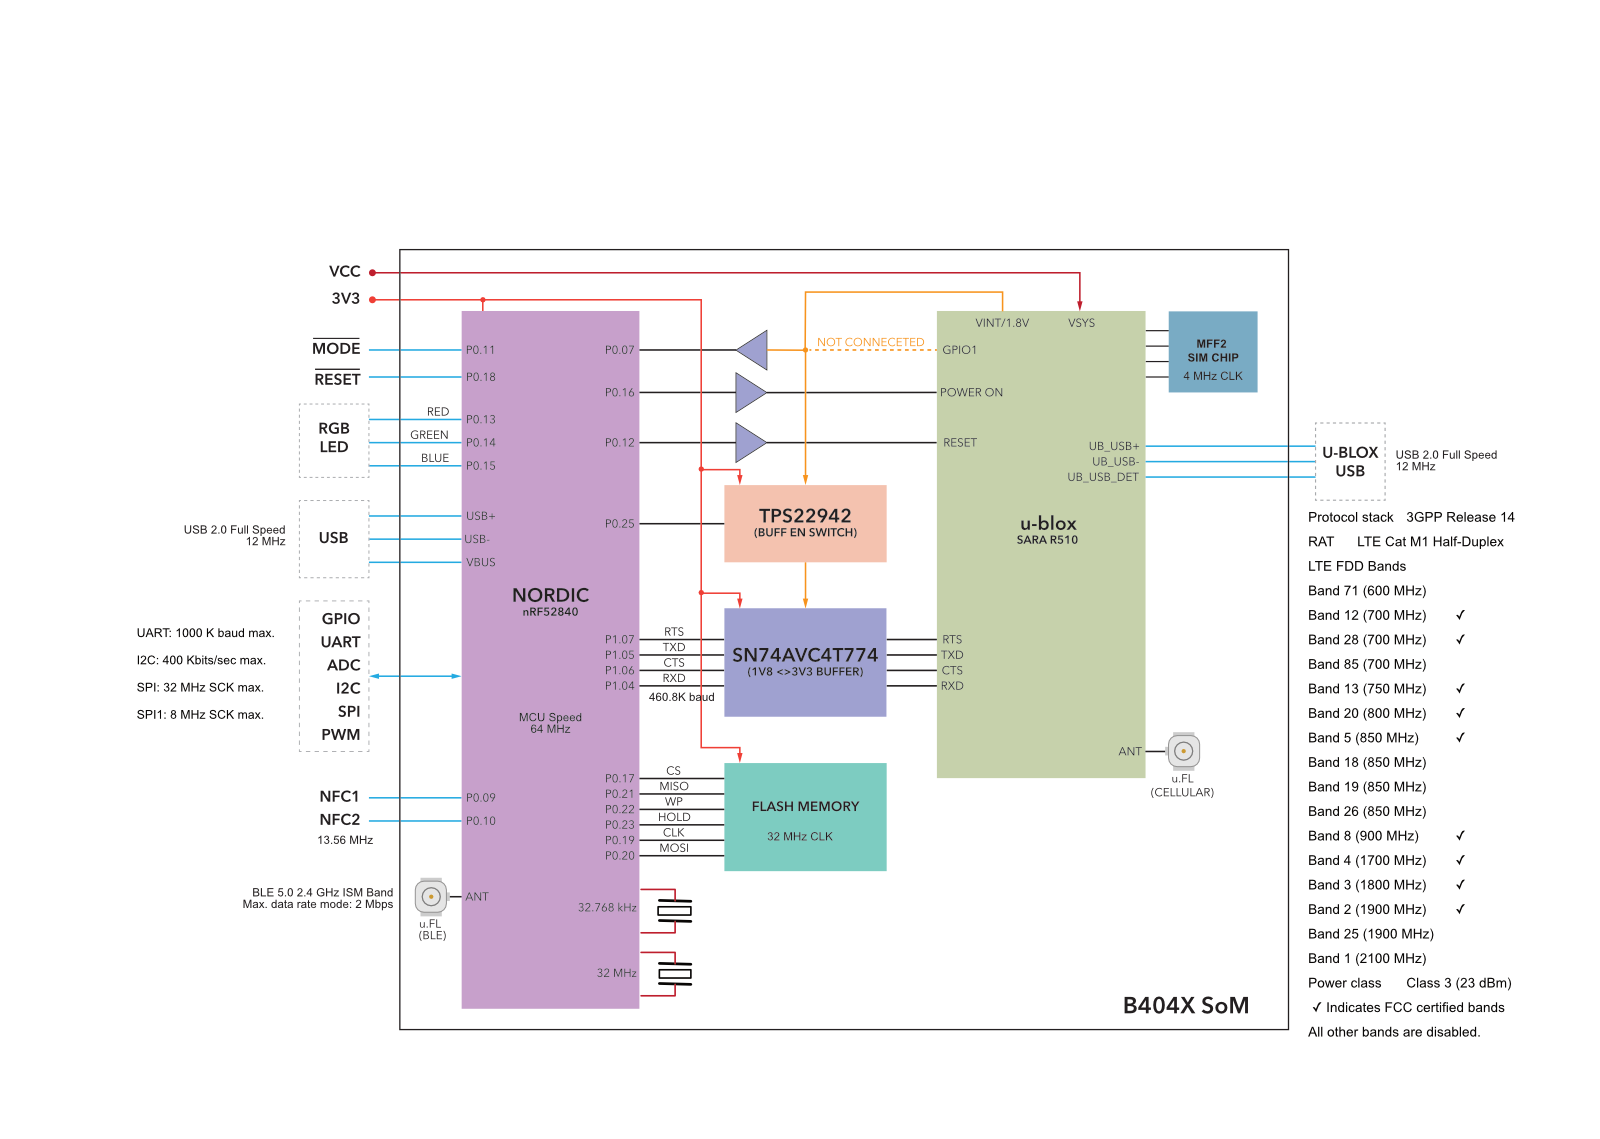 VCC
3V3
MODE
RESET
RGB
LED
RED
GREEN
BLUE
USB 2.0 Full Speed
12 MHz
USB
UART: 1000 K baud max.
I2C: 400 Kbits/sec max.
SPI: 32 MHz SCK max.
SPI1: 8 MHz SCK max.
GPIO
UART
ADC
I2C
SPI
PWM
NFC1
NFC2
13.56 MHz
BLE 5.0 2.4 GHz ISM Band
Max. data rate mode: 2 Mbps
u.FL
(BLE)
P0.11
P0.18
P0.13
P0.14
P0.15
USB+
USB-
VBUS
P0.09
P0.10
ANT
NORDIC
nRF52840
MCU Speed
64 MHz
P0.07
P0.16
P0.12
P0.25
P1.07
P1.05
P1.06
P1.04
P0.17
P0.21
P0.22
P0.23
P0.19
P0.20
32.768 kHz
32 MHz
RTS
TXD
CTS
RXD
460.8K baud
CS
MISO
WP
HOLD
CLK
MOSI
NOT CONNECETED
TPS22942
(BUFF EN SWITCH)
SN74AVC4T774
(1V8 <>3V3 BUFFER)
FLASH MEMORY
32 MHz CLK
VINT/1.8V
VSYS
GPIO1
POWER ON
RESET
UB_USB+
UB_USB-
UB_USB_DET
u-blox
SARA R510
RTS
TXD
CTS
RXD
ANT
u.FL
(CELLULAR)
MFF2
SIM CHIP
4 MHz CLK
U-BLOX
USB
USB 2.0 Full Speed
12 MHz
B404X SoM
Protocol stack 3GPP Release 14
RAT LTE Cat M1 Half-Duplex
LTE FDD Bands
Band 71 (600 MHz)
Band 12 (700 MHz) ✓
Band 28 (700 MHz) ✓
Band 85 (700 MHz)
Band 13 (750 MHz) ✓
Band 20 (800 MHz) ✓
Band 5 (850 MHz) ✓
Band 18 (850 MHz)
Band 19 (850 MHz)
Band 26 (850 MHz)
Band 8 (900 MHz) ✓
Band 4 (1700 MHz) ✓
Band 3 (1800 MHz) ✓
Band 2 (1900 MHz) ✓
Band 25 (1900 MHz)
Band 1 (2100 MHz)
Power class Class 3 (23 dBm)
✓ Indicates FCC certified bands
All other bands are disabled.